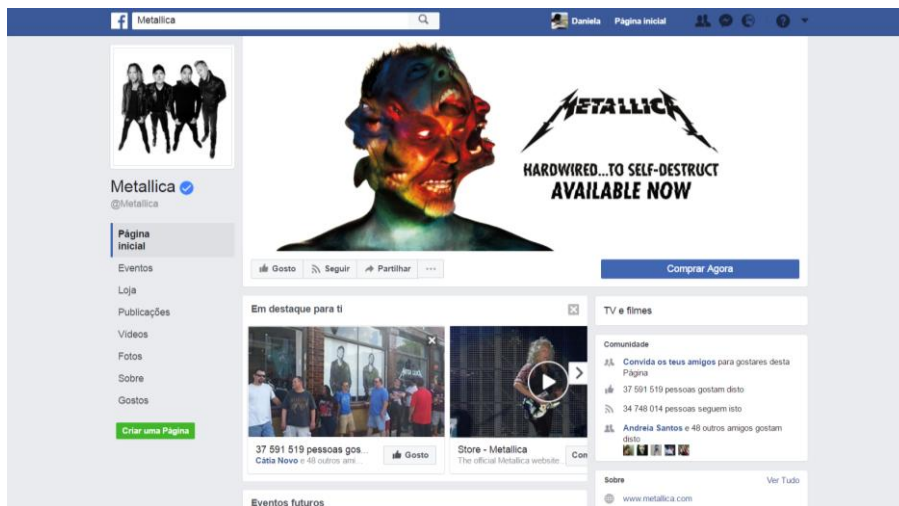 Metallica
Daniela
Página inicial
METALLICA
HARDWIRED...TO SELF-DESTRUCT
AVAILABLE NOW
Metallica
@Metallica
Página
inicial
Eventos
Loja
Publicações
Vídeos
Fotos
Sobre
Gostos
Criar uma Página
Gosto
Seguir
Partilhar
Comprar Agora
Em destaque para ti
METALLICA
37 591 519 pessoas gos...
Cátia Novo e 48 outros ami...
Gosto
Store - Metallica
The official Metallica website.
Com
Eventos futuros
TV e filmes
Comunidade
Convida os teus amigos para gostares desta
Página
37 591 519 pessoas gostam disto
34 748 014 pessoas seguem isto
Andreia Santos e 48 outros amigos gostam
disto
Sobre
Ver Tudo
www.metallica.com